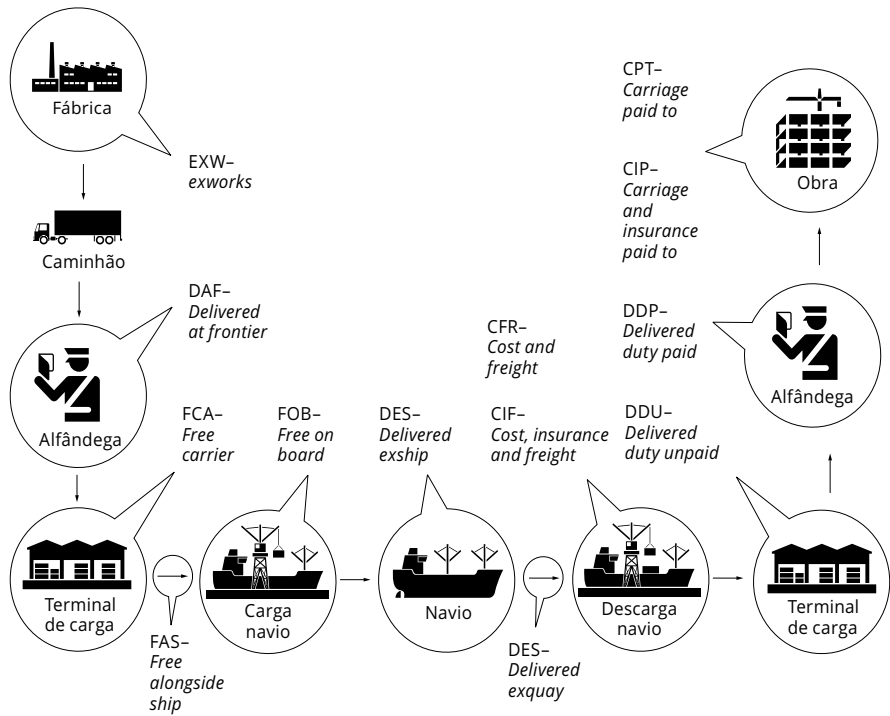 Fábrica
EXW–
exworks
Caminhão
DAF–
Delivered
at frontier
Alfândega
FCA–
Free
carrier
Terminal
de carga
FAS–
Free
alongside
ship
FOB–
Free on
board
Carga
navio
DES–
Delivered
exship
Navio
DES–
Delivered
exquay
CFR–
Cost and
freight
CIF–
Cost, insurance
and freight
Descarga
navio
DDU–
Delivered
duty unpaid
Terminal
de carga
DDP–
Delivered
duty paid
Alfândega
CPT–
Carriage
paid to
CIP–
Carriage
and
insurance
paid to
Obra